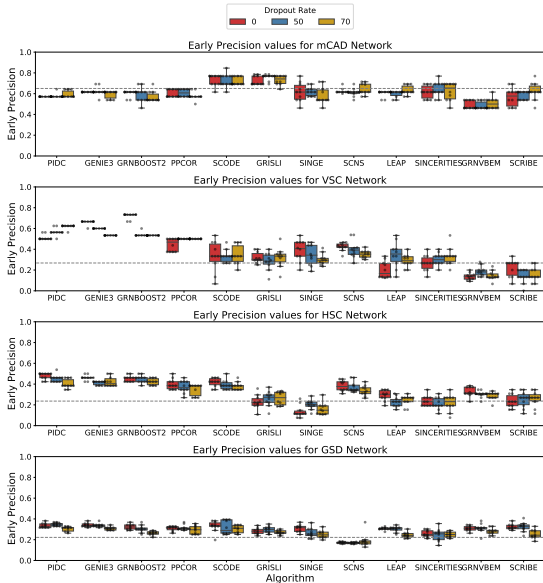 Dropout Rate
0 50 70
Early Precision values for mCAD Network
Early Precision
1.0
0.8
0.6
0.4
0.2
0.0
PIDC GENIE3 GRNBOOST2 PPCOR SCODE GRISLI SINGE SCNS LEAP SINCERITIES GRNVBEM SCRIBE
Early Precision values for VSC Network
Early Precision
1.0
0.8
0.6
0.4
0.2
0.0
PIDC GENIE3 GRNBOOST2 PPCOR SCODE GRISLI SINGE SCNS LEAP SINCERITIES GRNVBEM SCRIBE
Early Precision values for HSC Network
Early Precision
1.0
0.8
0.6
0.4
0.2
0.0
PIDC GENIE3 GRNBOOST2 PPCOR SCODE GRISLI SINGE SCNS LEAP SINCERITIES GRNVBEM SCRIBE
Early Precision values for GSD Network
Early Precision
1.0
0.8
0.6
0.4
0.2
0.0
PIDC GENIE3 GRNBOOST2 PPCOR SCODE GRISLI SINGE SCNS LEAP SINCERITIES GRNVBEM SCRIBE
Algorithm